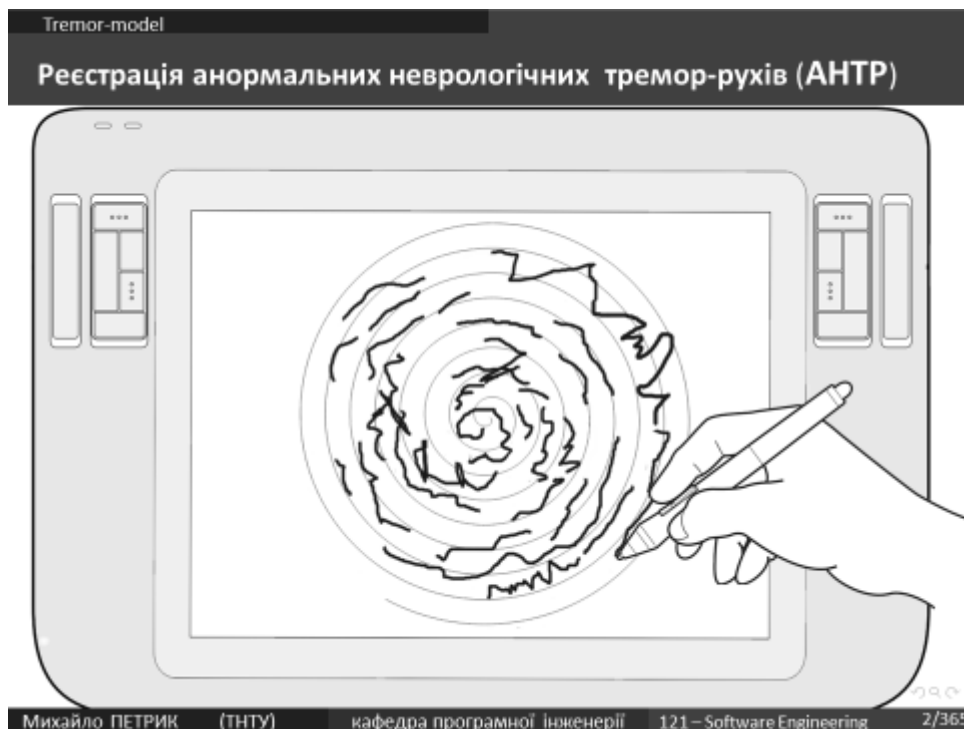 Tremor-model
Реєстрація анормальних неврологічних тремор-рухів (АНТР)
Михайло ПЕТРИК (ТНТУ) кафедра програмної інженерії 121 – Software Engineering 2/365